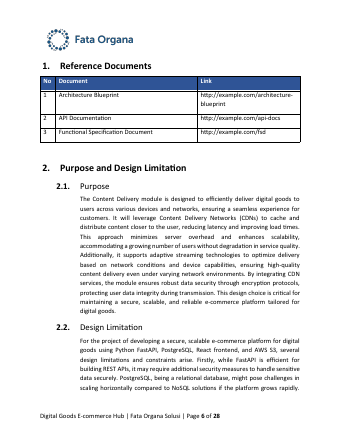 Fata Organa
1. Reference Documents
No Document Link
1 Architecture Blueprint http://example.com/architecture-
blueprint
2 API Documentation http://example.com/api-docs
3 Functional Specification Document http://example.com/fsd
2. Purpose and Design Limitation
2.1. Purpose
The Content Delivery module is designed to efficiently deliver digital goods to
users across various devices and networks, ensuring a seamless experience for
customers. It will leverage Content Delivery Networks (CDNs) to cache and
distribute content closer to the user, reducing latency and improving load times.
This approach minimizes server overhead and enhances scalability,
accommodating a growing number of users without degradation in service quality.
Additionally, it supports adaptive streaming technologies to optimize delivery
based on network conditions and device capabilities, ensuring high-quality
content delivery even under varying network environments. By integrating CDN
services, the module ensures robust data security through encryption protocols,
protecting user data integrity during transmission. This design choice is critical for
maintaining a secure, scalable, and reliable e-commerce platform tailored for
digital goods.
2.2. Design Limitation
For the project of developing a secure, scalable e-commerce platform for digital
goods using Python FastAPI, PostgreSQL, React frontend, and AWS S3, several
design limitations and constraints arise. Firstly, while FastAPI is efficient for
building REST APIs, it may require additional security measures to handle sensitive
data securely. PostgreSQL, being a relational database, might pose challenges in
scaling horizontally compared to NoSQL solutions if the platform grows rapidly.
Digital Goods E-commerce Hub | Fata Organa Solusi | Page 6 of 28